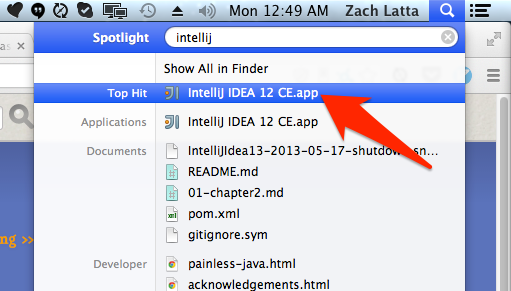 Mon 12:49 AM Zach Latta
Spotlight intellij
Show All in Finder
Top Hit IntelliJ IDEA 12 CE.app
Applications IntelliJ IDEA 12 CE.app
Documents IntellijIdea13-2013-05-17-shutdown.sn...
README.md
01-chapter2.md
pom.xml
gitignore.sym
Developer painless-java.html
acknowledgements.html
as
ng >>